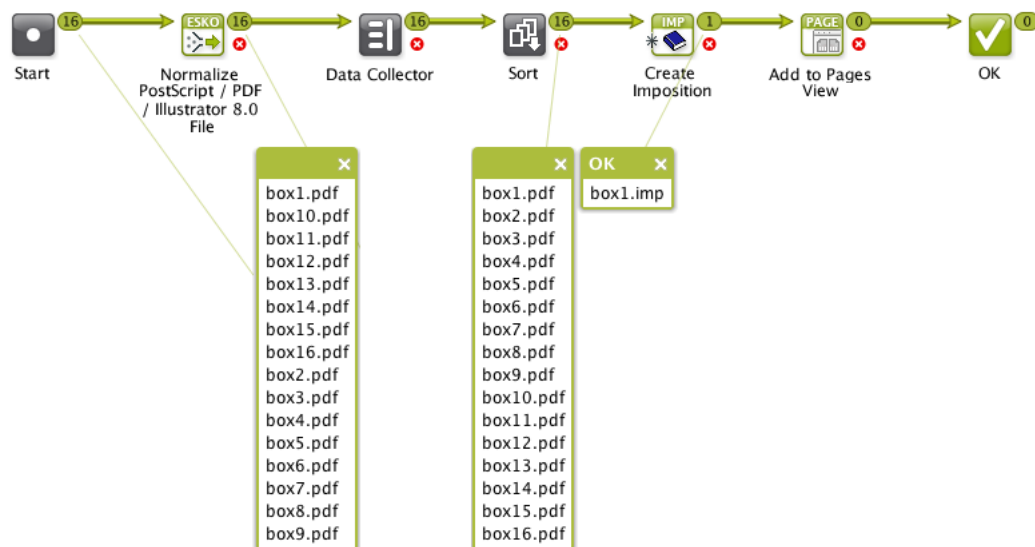 16
ESKO
16
16
16
IMP
1
PAGE
0
0
Start
Normalize
PostScript / PDF
/ Illustrator 8.0
File
Data Collector
Sort
Create
Imposition
Add to Pages
View
OK
box1.pdf
box10.pdf
box11.pdf
box12.pdf
box13.pdf
box14.pdf
box15.pdf
box16.pdf
box2.pdf
box3.pdf
box4.pdf
box5.pdf
box6.pdf
box7.pdf
box8.pdf
box9.pdf
box1.pdf
box2.pdf
box3.pdf
box4.pdf
box5.pdf
box6.pdf
box7.pdf
box8.pdf
box9.pdf
box10.pdf
box11.pdf
box12.pdf
box13.pdf
box14.pdf
box15.pdf
box16.pdf
OK
box1.imp